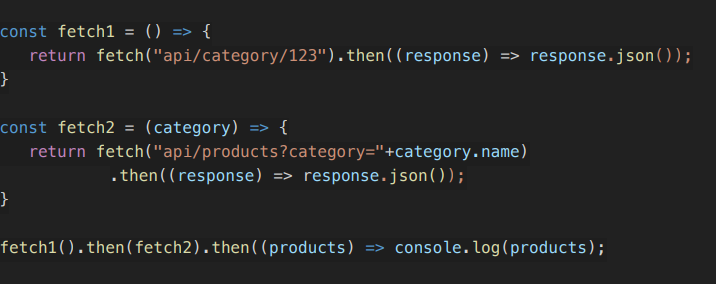 const fetch1 = () => {
return fetch("api/category/123").then((response) => response.json());
}
const fetch2 = (category) => {
return fetch("api/products?category="+category.name)
.then((response) => response.json());
}
fetch1().then(fetch2).then((products) => console.log(products);